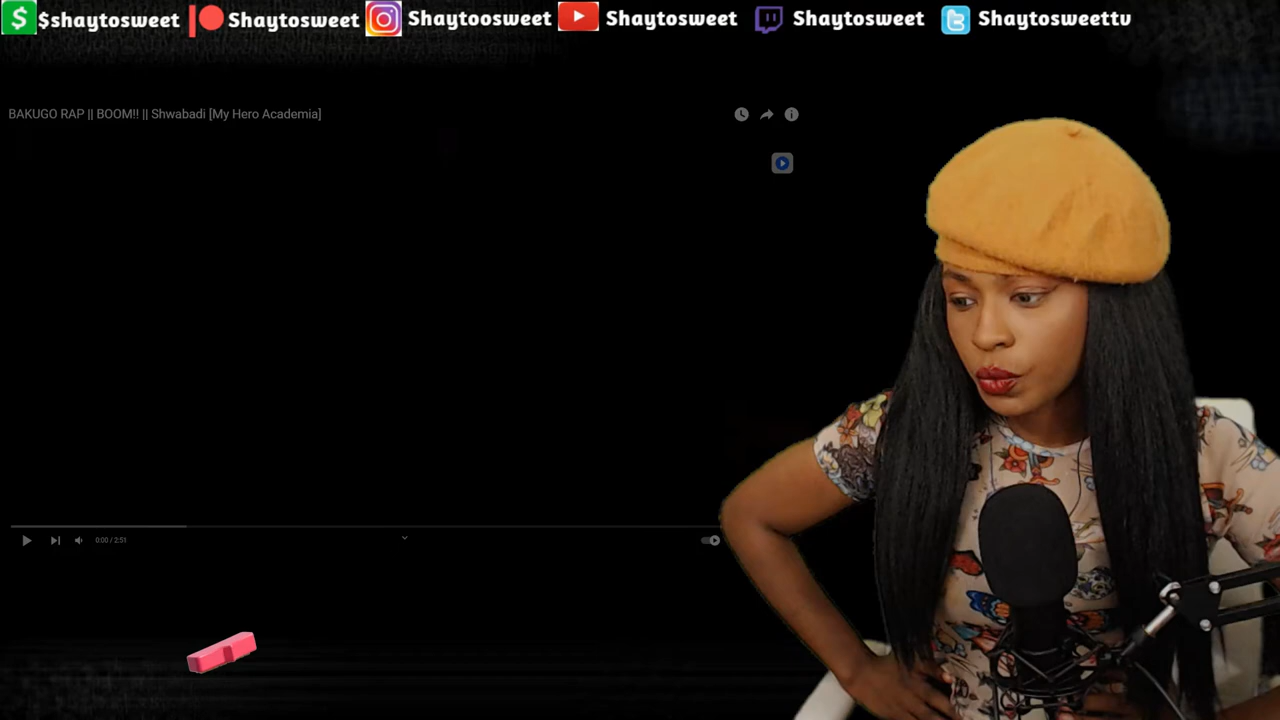 $shaytosweet Shaytosweet Shaytoosweet Shaytosweet Shaytosweet Shaytosweettv
BAKUGO RAP || BOOM!! || Shwabadi [My Hero Academia]
0:00 / 2:51